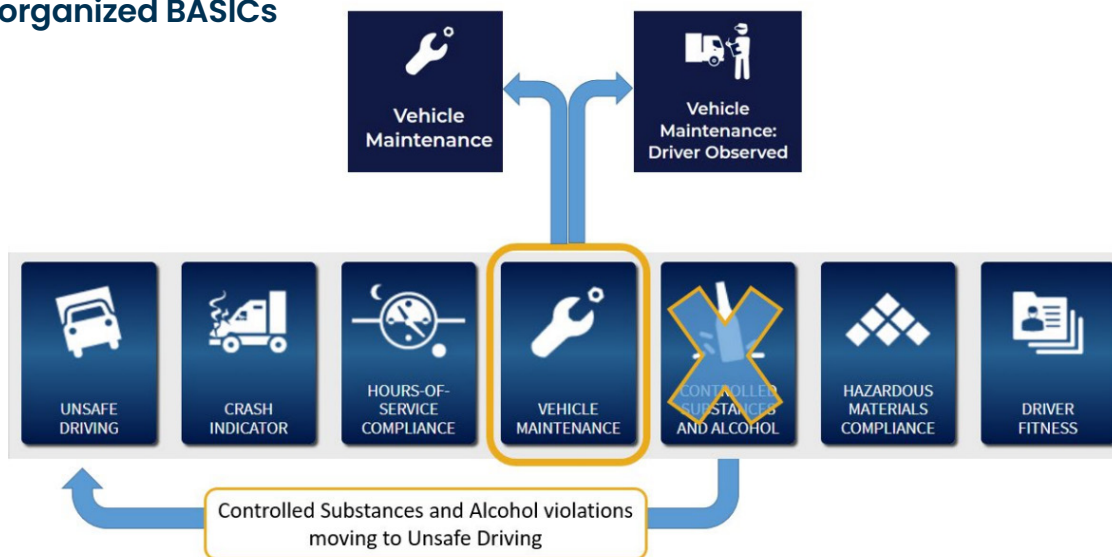 organized BASICs
Vehicle
Maintenance
Vehicle
Maintenance:
Driver Observed
UNSAFE
DRIVING
CRASH
INDICATOR
HOURS-OF-
SERVICE
COMPLIANCE
VEHICLE
MAINTENANCE
CONTROLLED
SUBSTANCES
AND ALCOHOL
HAZARDOUS
MATERIALS
COMPLIANCE
DRIVER
FITNESS
Controlled Substances and Alcohol violations
moving to Unsafe Driving